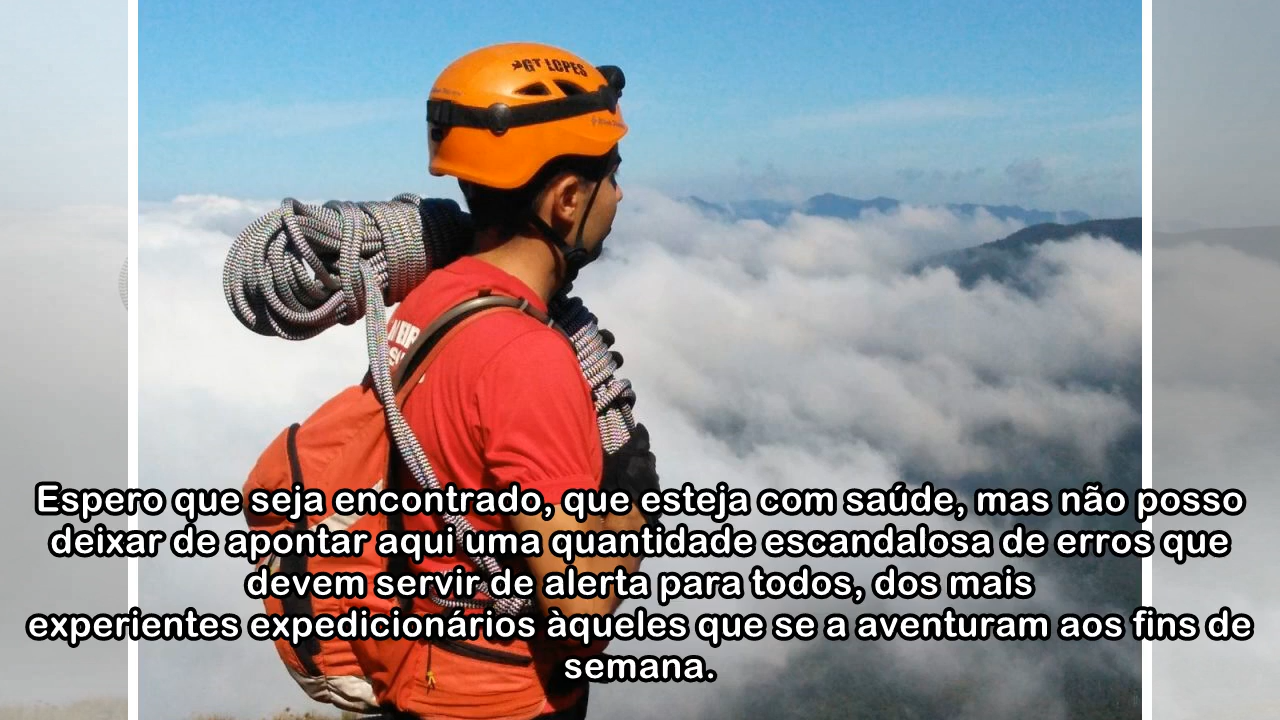 SGT LOPES
Espero que seja encontrado, que esteja com saúde, mas não posso
deixar de apontar aqui uma quantidade escandalosa de erros que
devem servir de alerta para todos, dos mais
experientes expedicionários àqueles que se a aventuram aos fins de
semana.